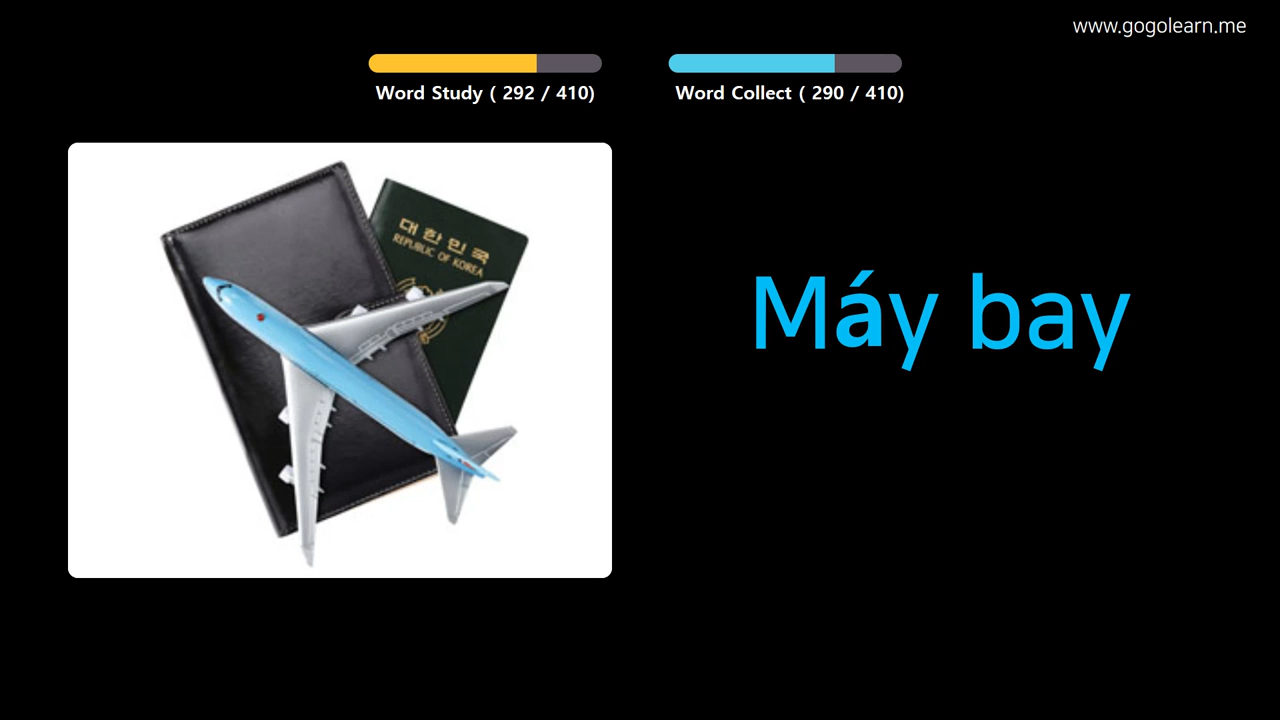 www.gogolearn.me
Word Study ( 292 / 410)
Word Collect ( 290 / 410)
대한민국
REPUBLIC OF KOREA
Máy bay